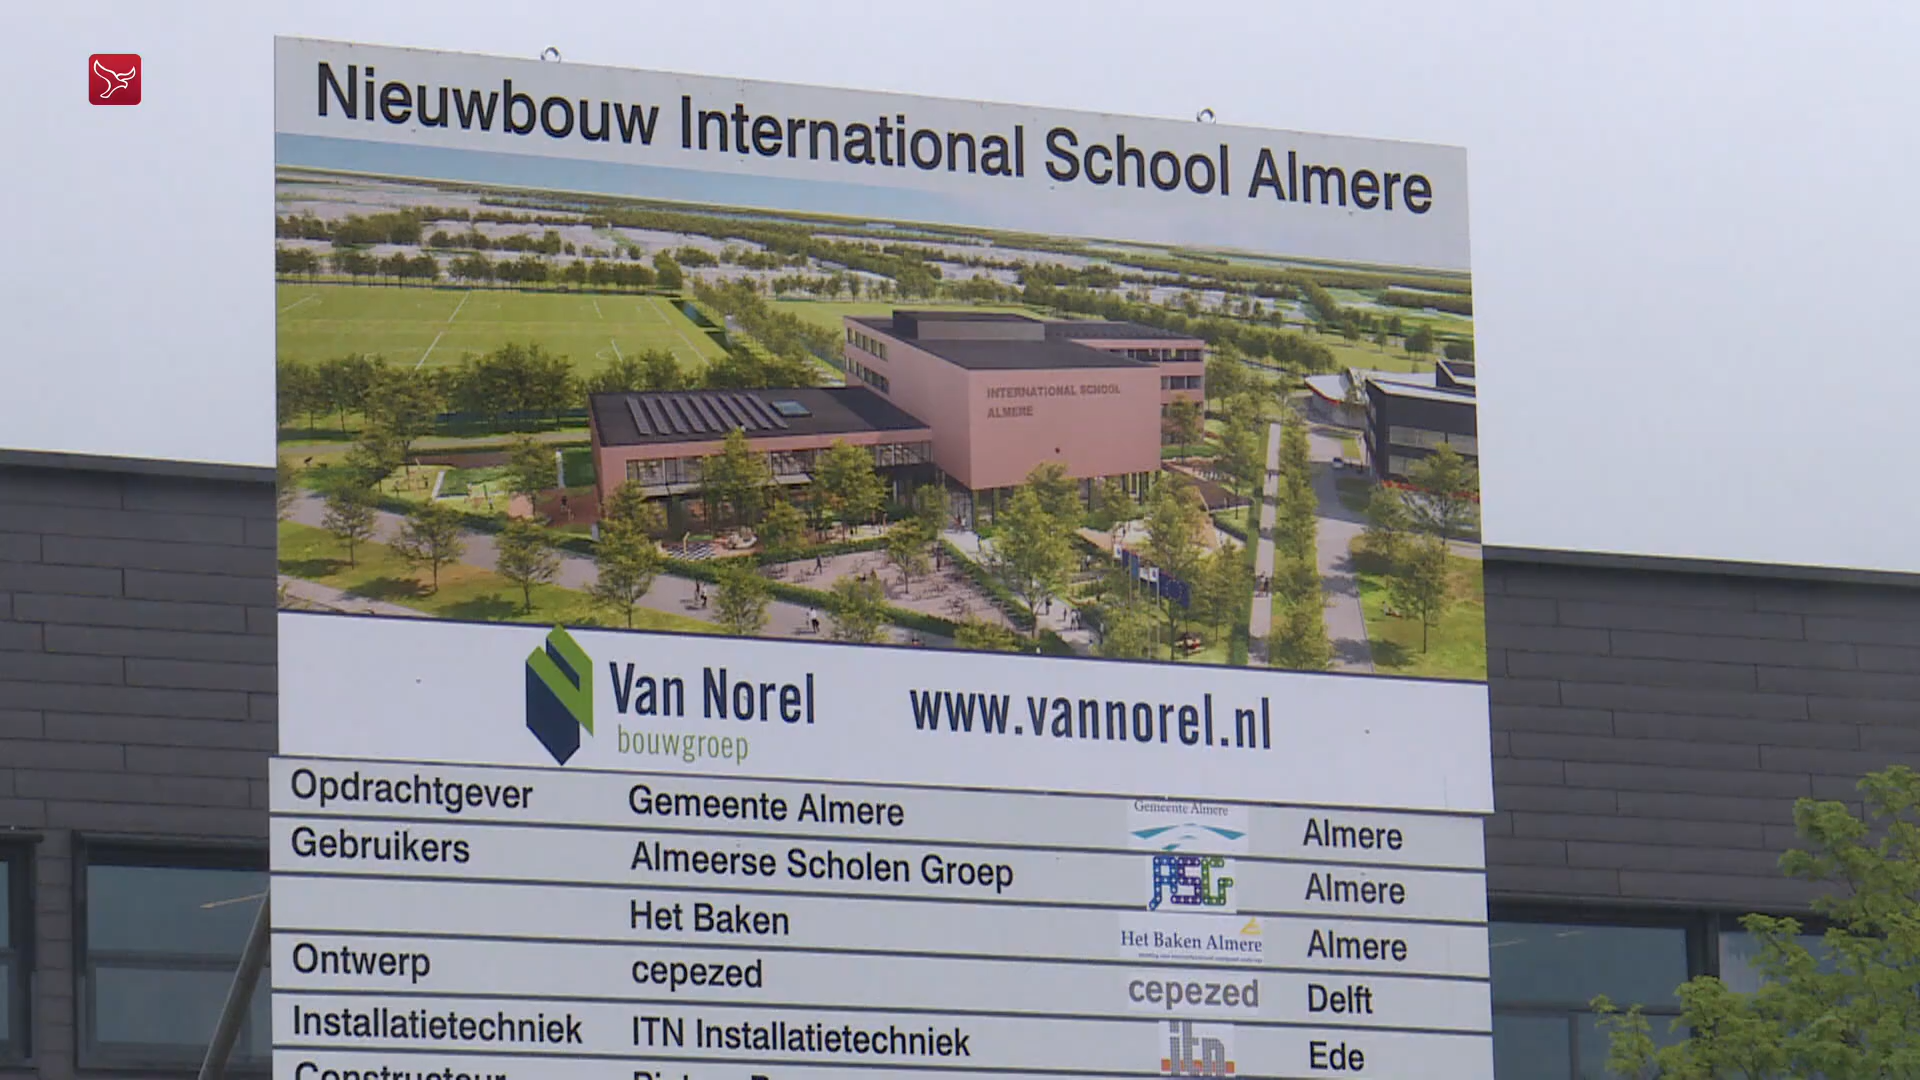 Nieuwbouw International School Almere
INTERNATIONAL SCHOOL
ALMERE
Van Norel
bouwgroep
www.vannorel.nl
Opdrachtgever Gemeente Almere Gemeente Almere Almere
Gebruikers Almeerse Scholen Groep ASG Almere
Het Baken Het Baken Almere Almere
Ontwerp cepezed cepezed Delft
Installatietechniek ITN Installatietechniek itn Ede
Constructeur